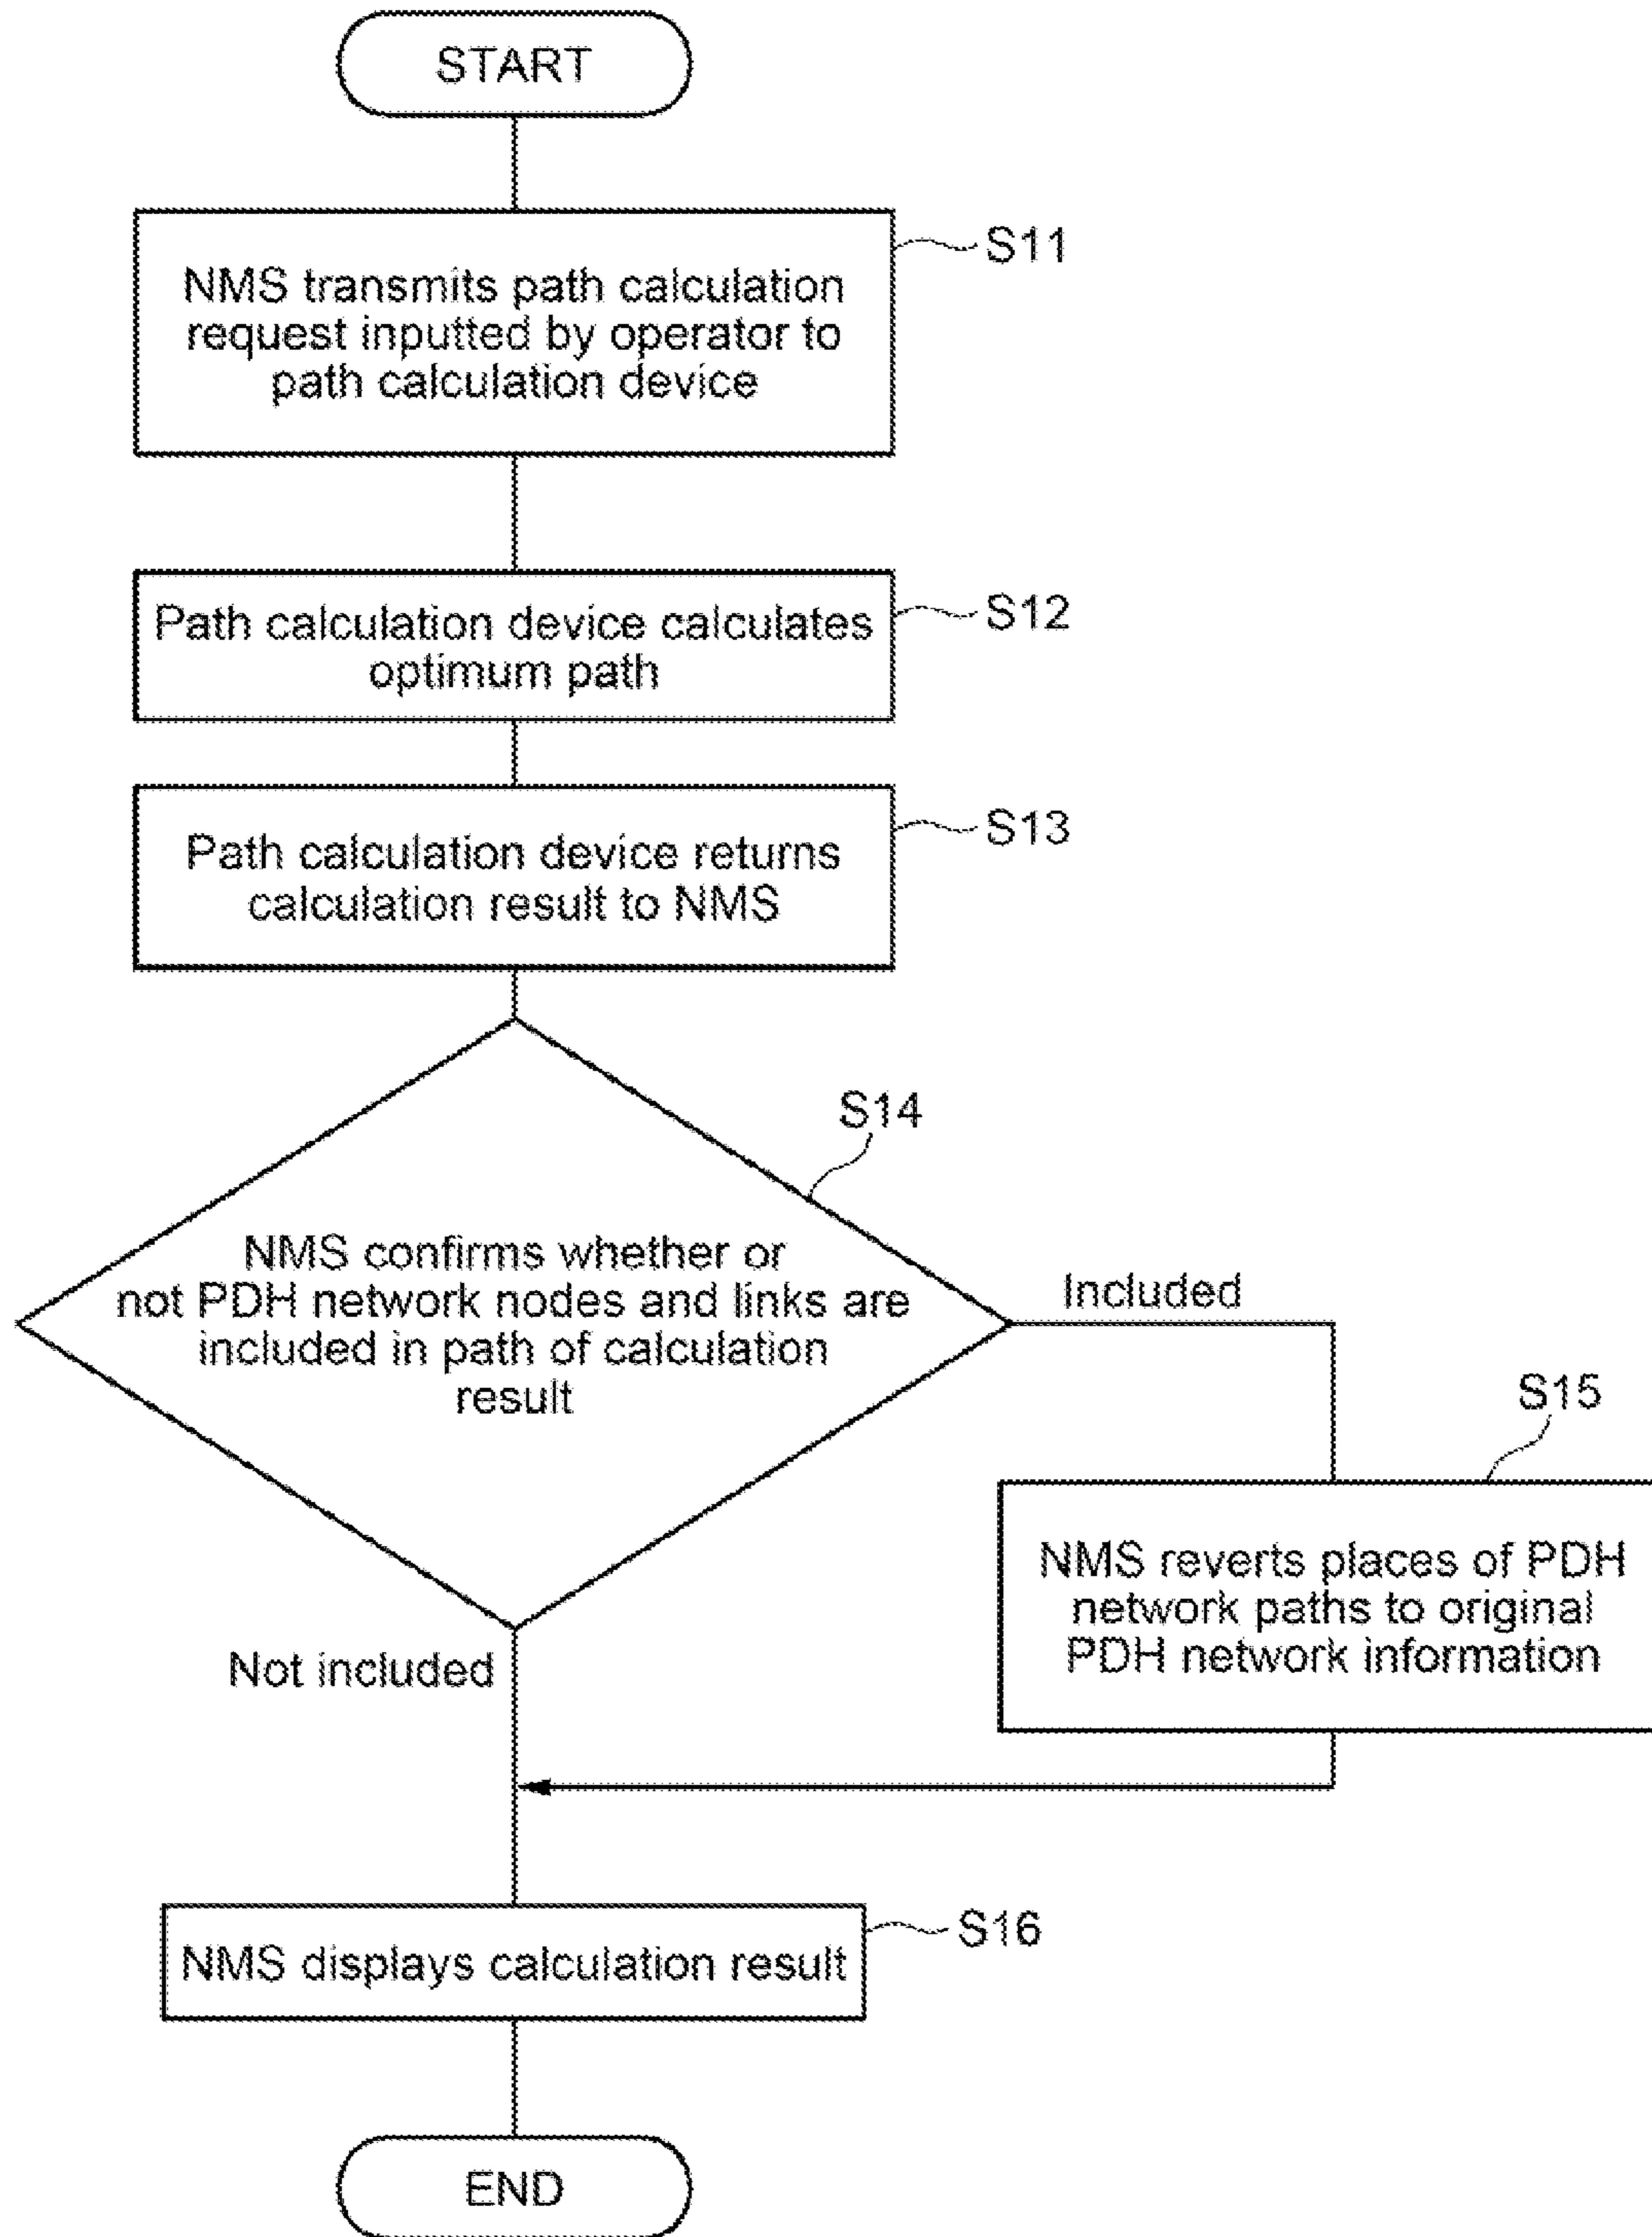 START
S11
NMS transmits path calculation
request inputted by operator to
path calculation device
S12
Path calculation device calculates
optimum path
S13
Path calculation device returns
calculation result to NMS
S14
NMS confirms whether or
not PDH network nodes and links are
included in path of calculation
result
Included
S15
NMS reverts places of PDH
network paths to original
PDH network information
Not included
S16
NMS displays calculation result
END